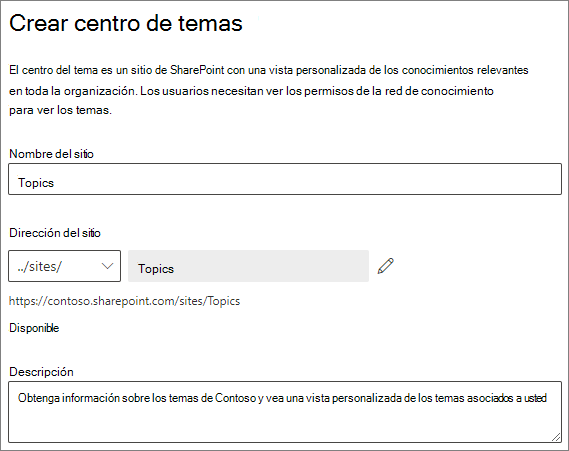 Crear centro de temas
El centro del tema es un sitio de SharePoint con una vista personalizada de los conocimientos relevantes
en toda la organización. Los usuarios necesitan ver los permisos de la red de conocimiento
para ver los temas.
Nombre del sitio
Topics
Dirección del sitio
../sites/ Topics
https://contoso.sharepoint.com/sites/Topics
Disponible
Descripción
Obtenga información sobre los temas de Contoso y vea una vista personalizada de los temas asociados a usted